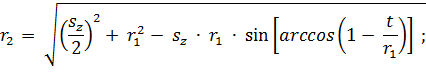 r₂ = √((s_z/2)² + r₁² − s_z · r₁ · sin[arccos(1 − t/r₁)]) ;